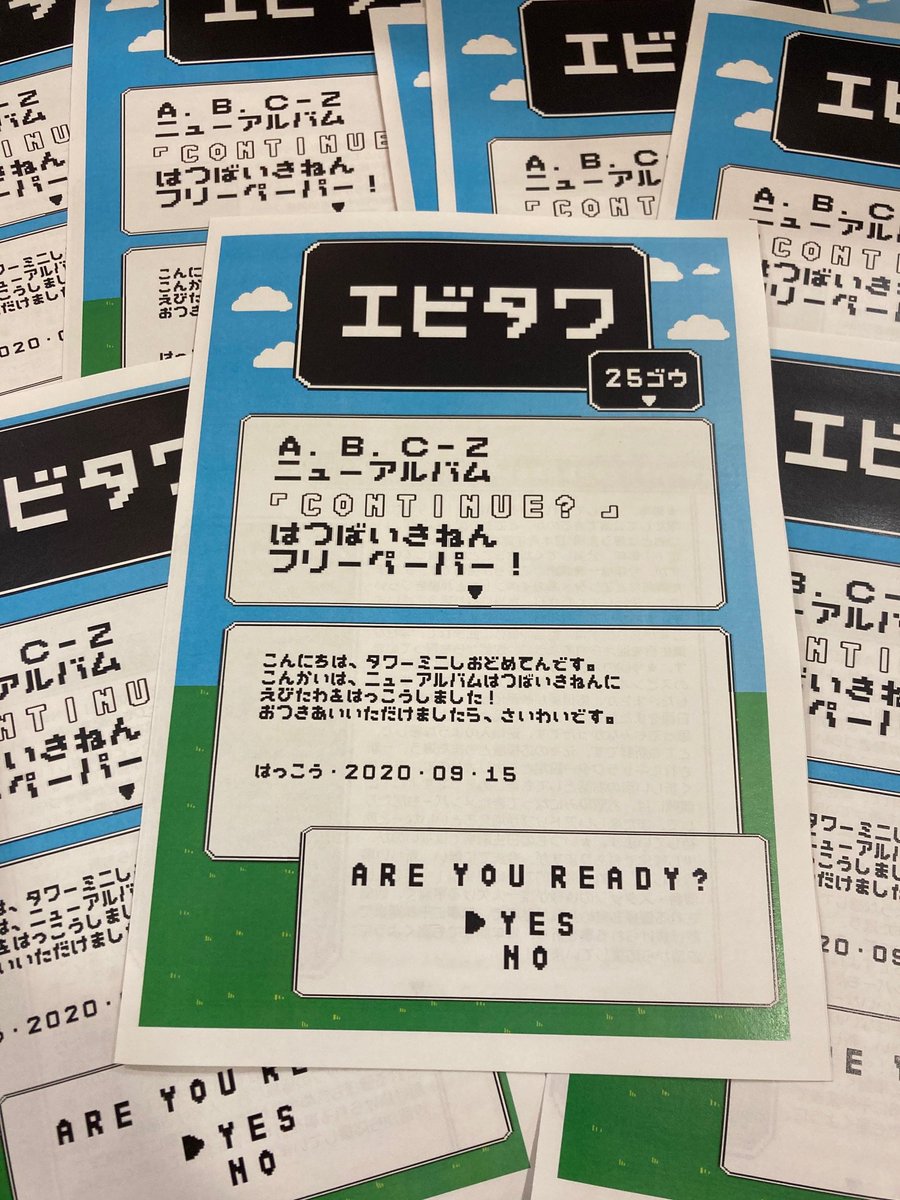 エビタワ
25ゴウ
A.B.C-Z
ニューアルバム
『CONTINUE?』
はつばいきねん
フリーペーパー!
こんにちは、タワーミニしおどめてんです。
こんかいは、ニューアルバムはつばいきねんに
えびたわをはっこうしました!
おつきあいいただけましたら、さいわいです。
はっこう・2020・09・15
ARE YOU READY?
▶YES
NO